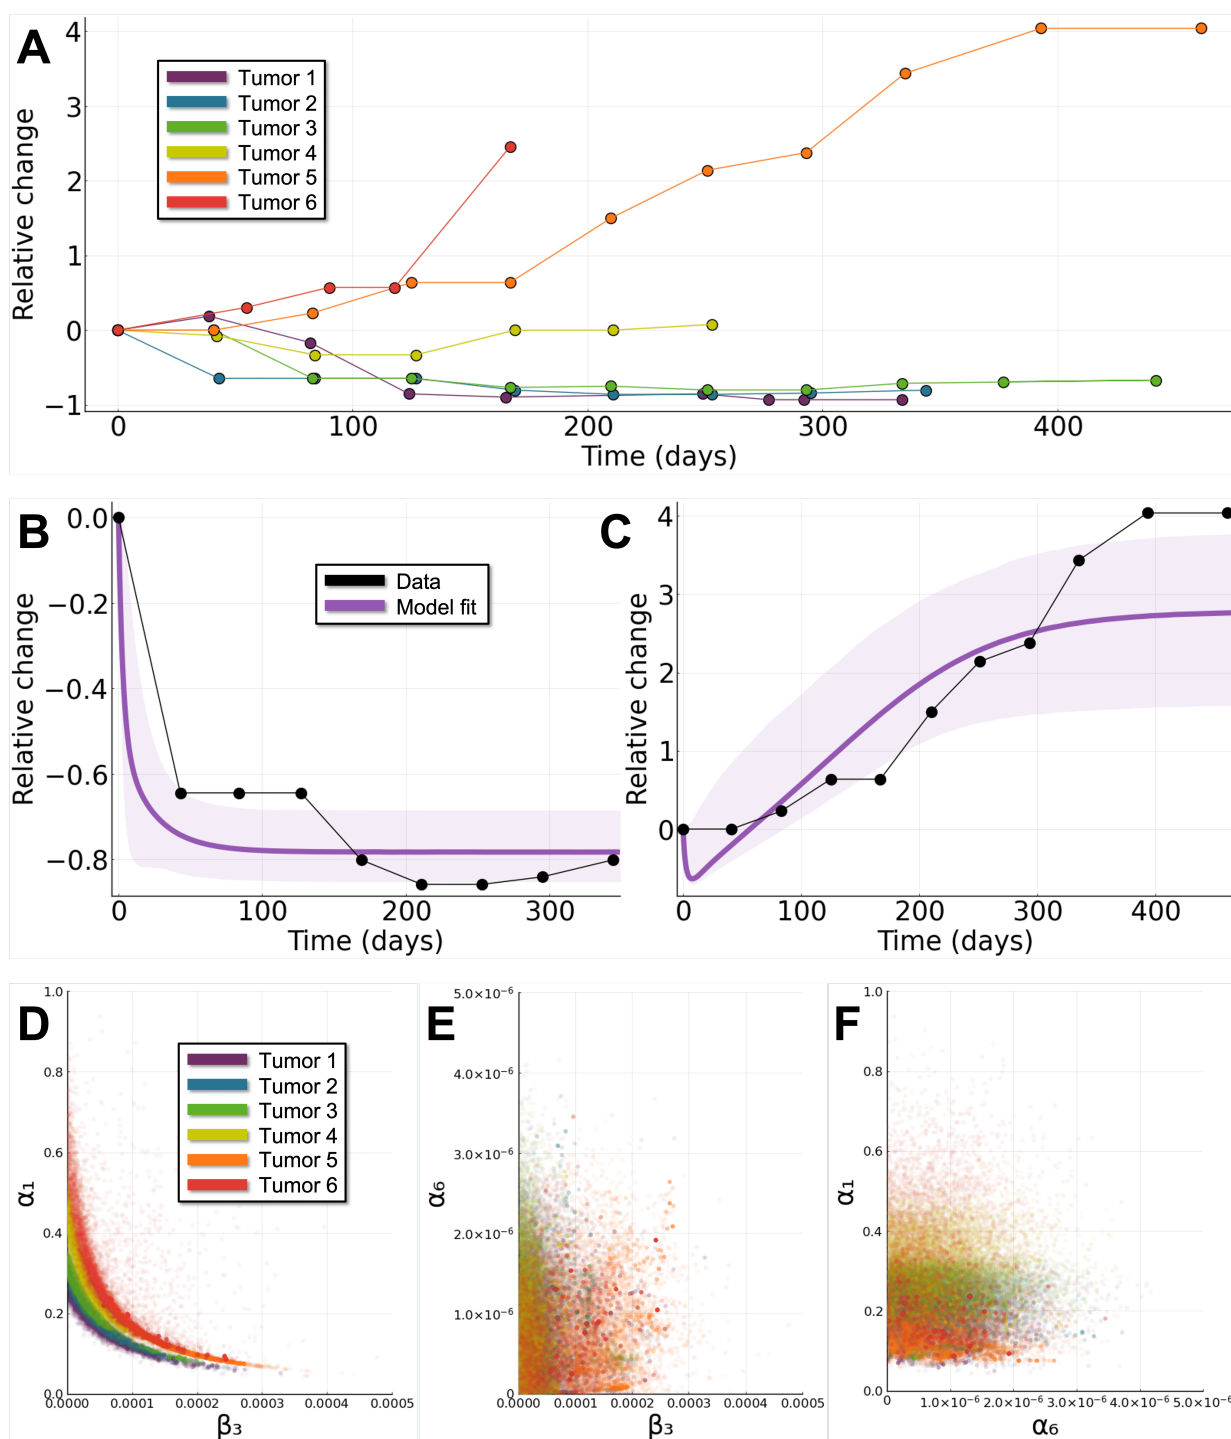 A
Relative change
4
3
2
1
0
−1
Tumor 1
Tumor 2
Tumor 3
Tumor 4
Tumor 5
Tumor 6
0 100 200 300 400
Time (days)
B
Relative change
0.0
−0.2
−0.4
−0.6
−0.8
Data
Model fit
0 100 200 300
Time (days)
C
Relative change
4
3
2
1
0
0 100 200 300 400
Time (days)
D
α₁
1.0
0.8
0.6
0.4
0.2
0.0
Tumor 1
Tumor 2
Tumor 3
Tumor 4
Tumor 5
Tumor 6
0.0000 0.0001 0.0002 0.0003 0.0004 0.0005
β₃
E
α₆
5.0×10⁻⁶
4.0×10⁻⁶
3.0×10⁻⁶
2.0×10⁻⁶
1.0×10⁻⁶
0
0.0000 0.0001 0.0002 0.0003 0.0004 0.0005
β₃
F
α₁
1.0
0.8
0.6
0.4
0.2
0.0
0 1.0×10⁻⁶ 2.0×10⁻⁶ 3.0×10⁻⁶ 4.0×10⁻⁶ 5.0×10⁻⁶
α₆